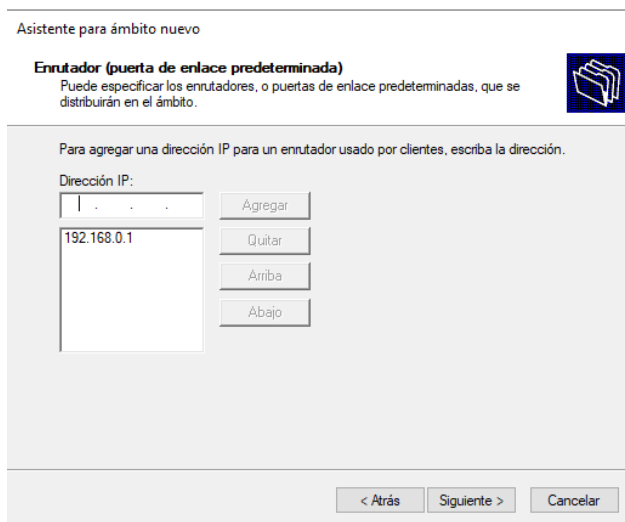 Asistente para ámbito nuevo
Enrutador (puerta de enlace predeterminada)
Puede especificar los enrutadores, o puertas de enlace predeterminadas, que se
distribuirán en el ámbito.
Para agregar una dirección IP para un enrutador usado por clientes, escriba la dirección.
Dirección IP:
. . .
Agregar
192.168.0.1
Quitar
Arriba
Abajo
< Atrás
Siguiente >
Cancelar